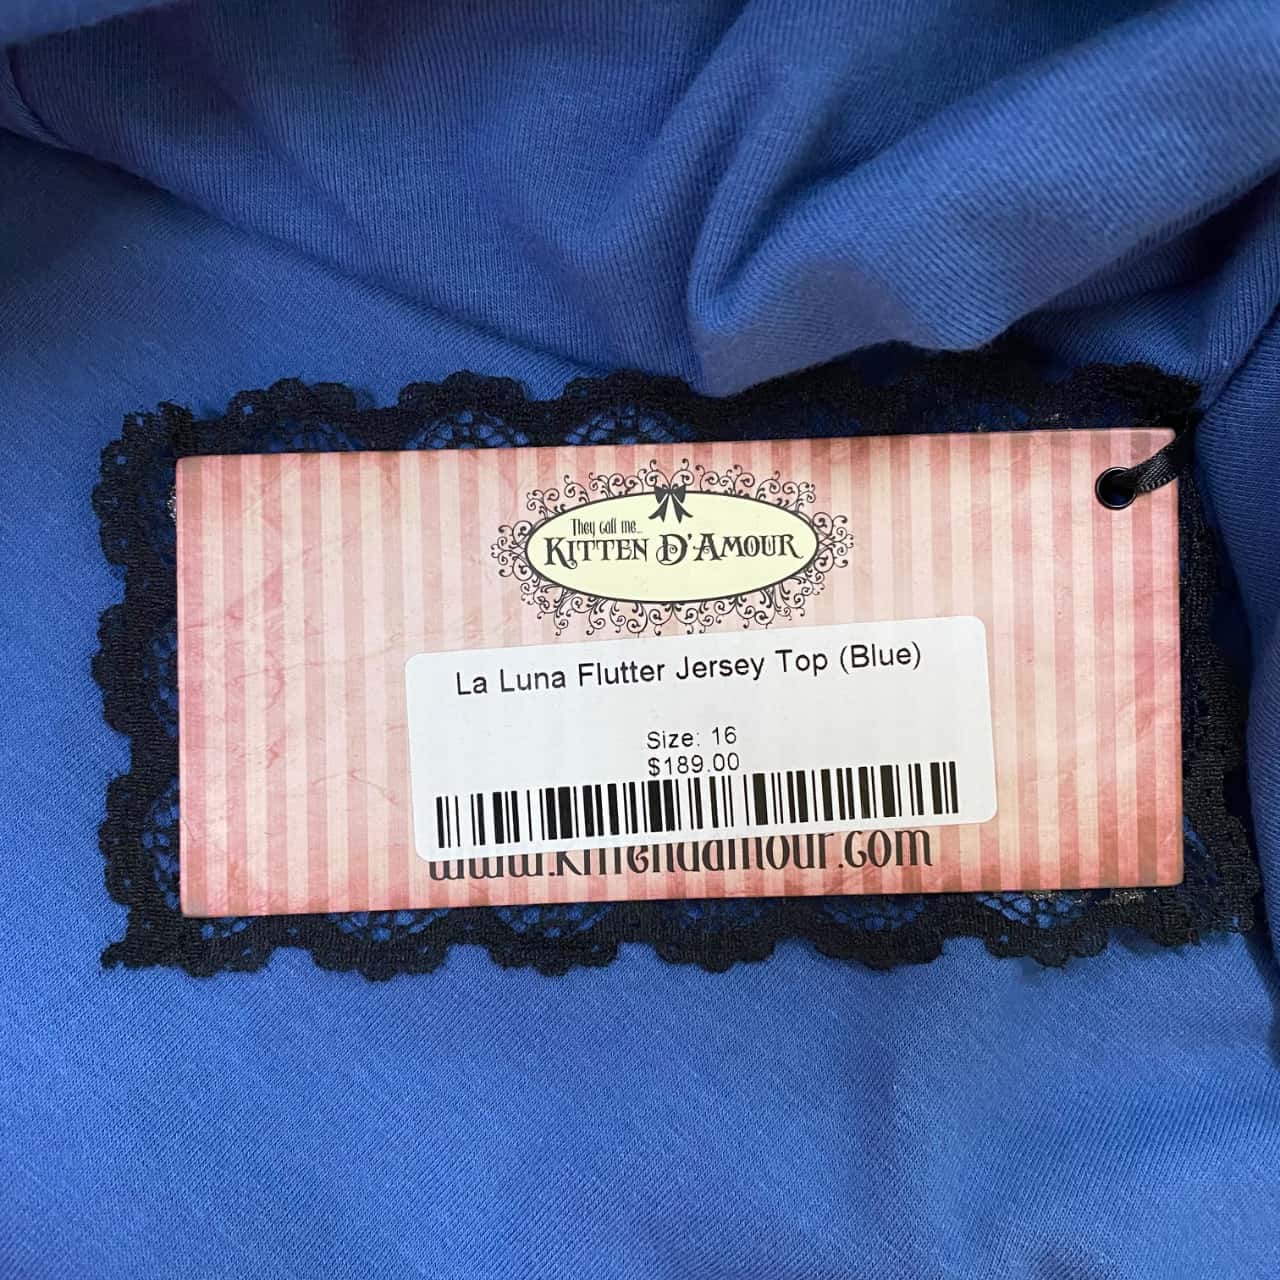 They call me...
KITTEN D'AMOUR
La Luna Flutter Jersey Top (Blue)
Size: 16
$189.00
www.kittendamour.com